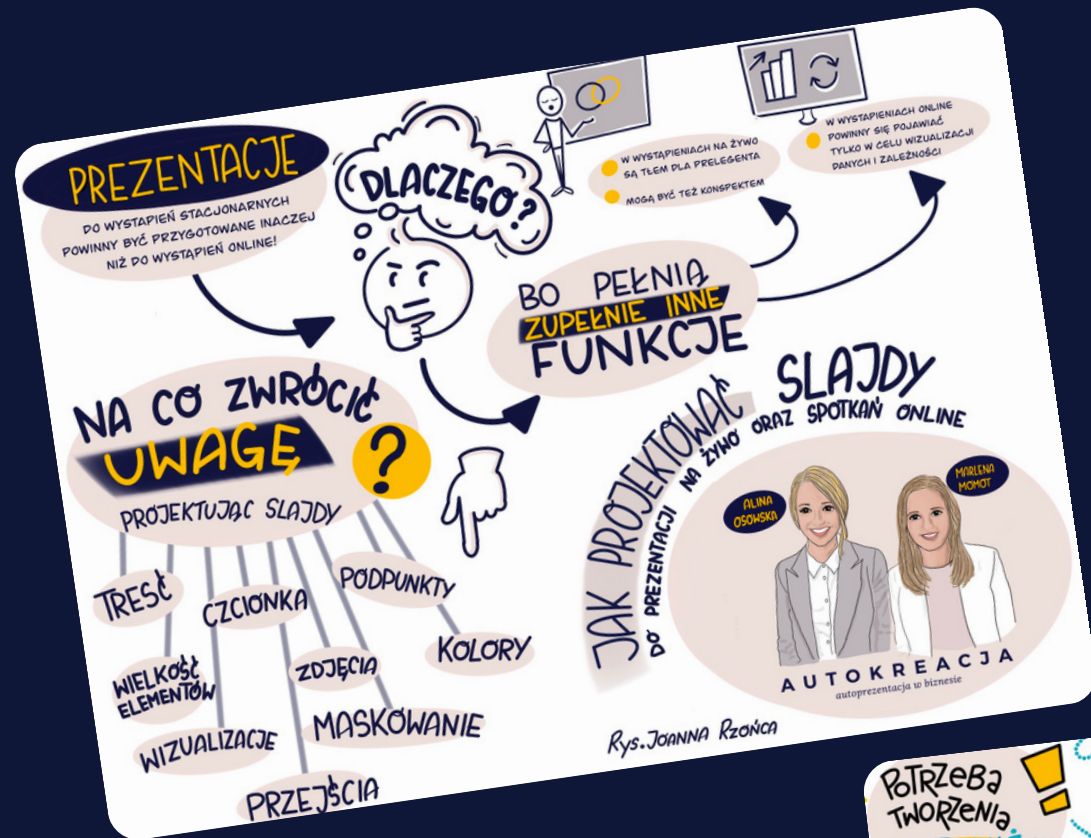 PREZENTACJE
DO WYSTĄPIEŃ STACJONARNYCH
POWINNY BYĆ PRZYGOTOWANE INACZEJ
NIŻ DO WYSTĄPIEŃ ONLINE!
DLACZEGO?
W WYSTĄPIENIACH NA ŻYWO
SĄ TŁEM DLA PRELEGENTA
MOGĄ BYĆ TEŻ KONSPEKTEM
W WYSTĄPIENIACH ONLINE
POWINNY SIĘ POJAWIAĆ
TYLKO W CELU WIZUALIZACJI
DANYCH I ZALEŻNOŚCI
BO PEŁNIĄ
ZUPEŁNIE INNE
FUNKCJE
NA CO ZWRÓCIĆ
UWAGĘ
?
PROJEKTUJĄC SLAJDY
TREŚĆ
CZCIONKA
PODPUNKTY
WIELKOŚĆ
ELEMENTÓW
ZDJĘCIA
KOLORY
WIZUALIZACJE
MASKOWANIE
PRZEJŚCIA
JAK PROJEKTOWAĆ
SLAJDY
DO PREZENTACJI NA ŻYWO ORAZ SPOTKAŃ ONLINE
ALINA
OSOWSKA
MARLENA
MOMOT
AUTOKREACJA
autoprezentacja w biznesie
Rys. JOANNA RZOŃCA
POTRZEBA
TWORZENIA